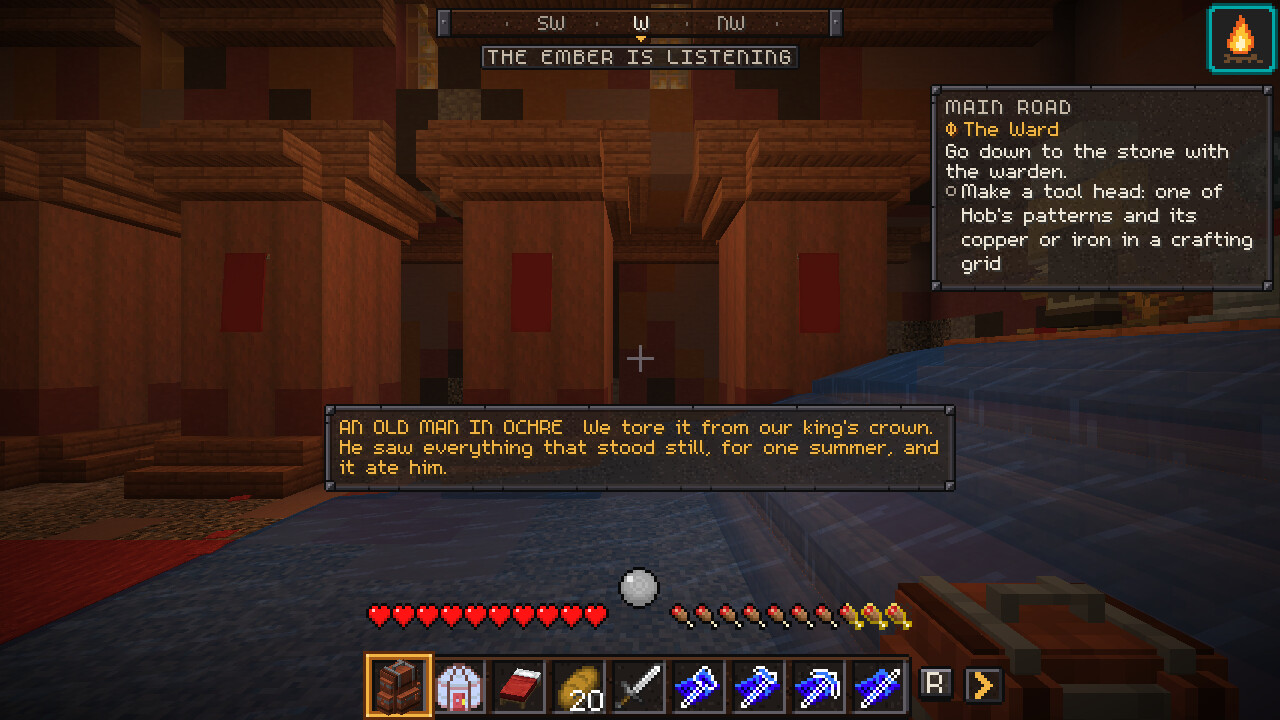 SW W NW
THE EMBER IS LISTENING
MAIN ROAD
The Ward
Go down to the stone with
the warden.
Make a tool head: one of
Hob's patterns and its
copper or iron in a crafting
grid
AN OLD MAN IN OCHRE We tore it from our king's crown.
He saw everything that stood still, for one summer, and
it ate him.
20
R